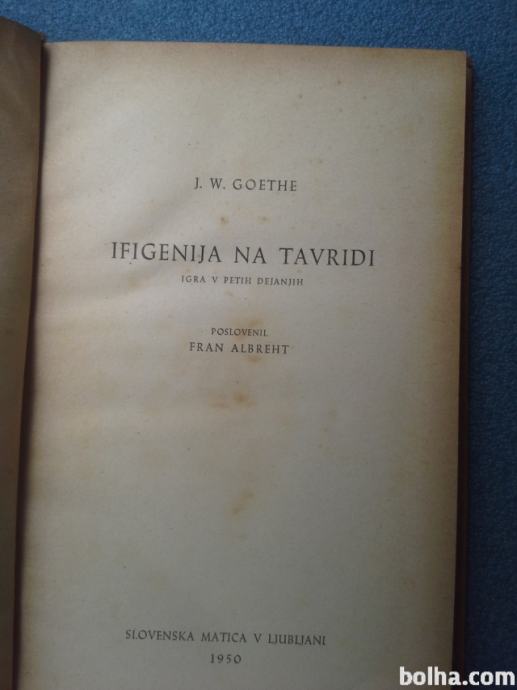 J. W. GOETHE
IFIGENIJA NA TAVRIDI
IGRA V PETIH DEJANJIH
POSLOVENIL
FRAN ALBREHT
SLOVENSKA MATICA V LJUBLJANI
1950
bolha.com